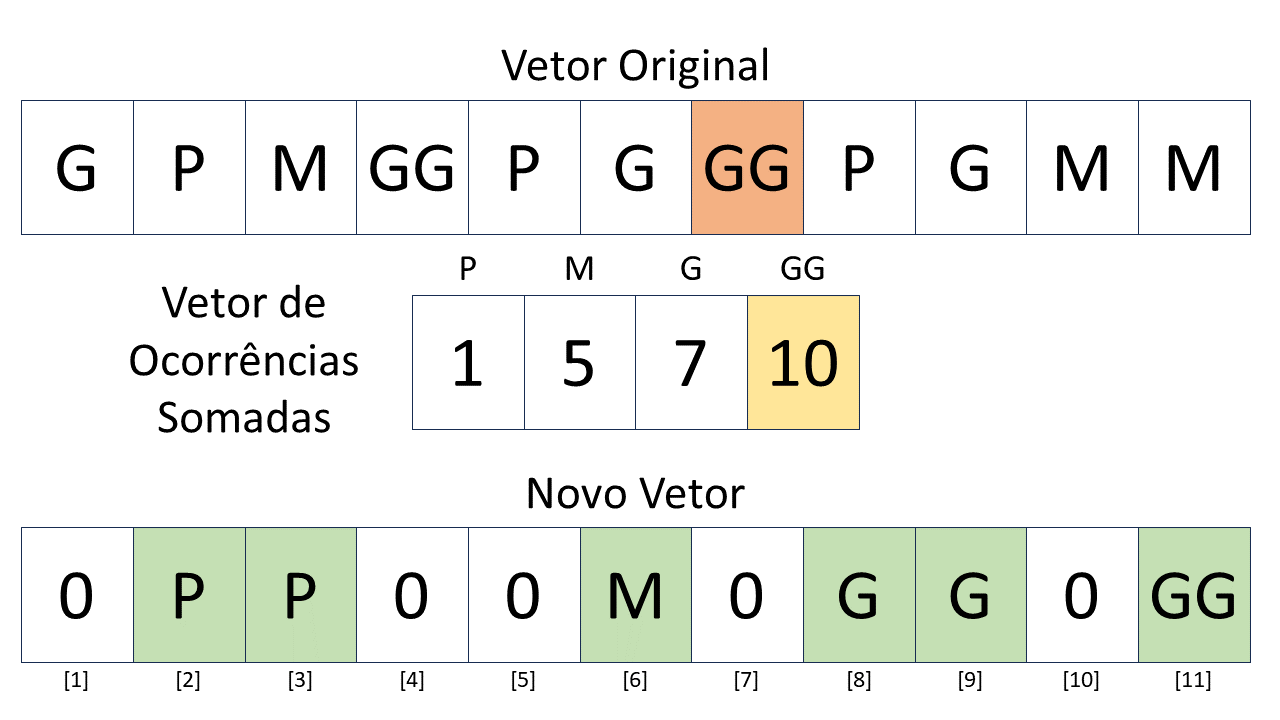 Vetor Original
G P M GG P G GG P G M M
P M G GG
Vetor de
Ocorrências
Somadas
1 5 7 10
Novo Vetor
0 P P 0 0 M 0 G G 0 GG
[1] [2] [3] [4] [5] [6] [7] [8] [9] [10] [11]